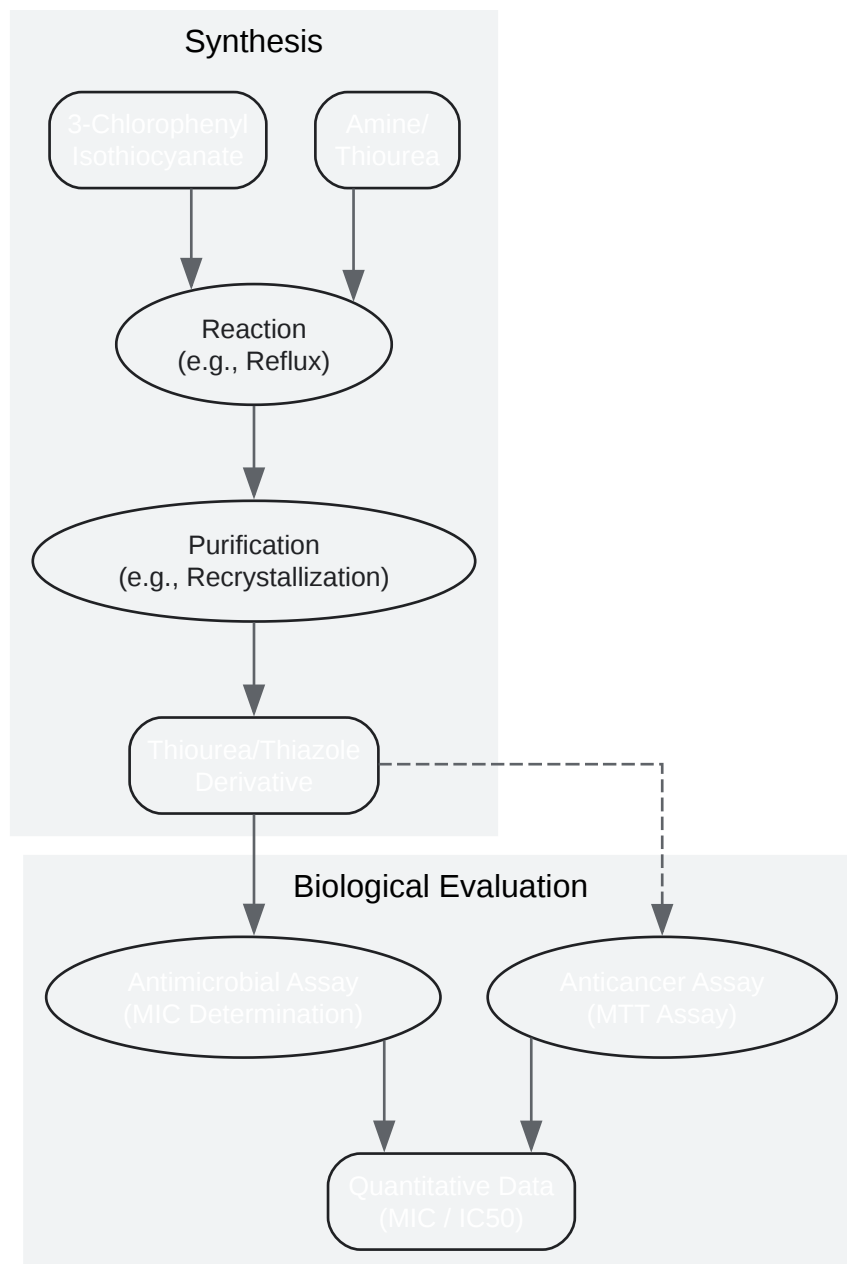 Synthesis
3-Chlorophenyl
Isothiocyanate
Amine/
Thiourea
Reaction
(e.g., Reflux)
Purification
(e.g., Recrystallization)
Thiourea/Thiazole
Derivative
Biological Evaluation
Antimicrobial Assay
(MIC Determination)
Anticancer Assay
(MTT Assay)
Quantitative Data
(MIC / IC50)